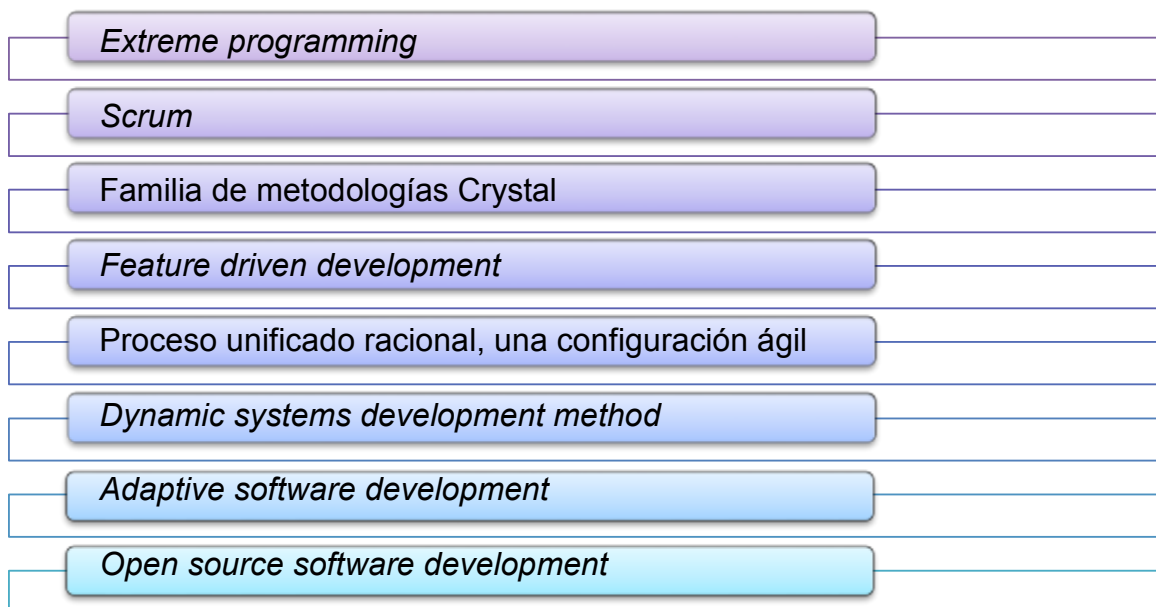 Extreme programming
Scrum
Familia de metodologías Crystal
Feature driven development
Proceso unificado racional, una configuración ágil
Dynamic systems development method
Adaptive software development
Open source software development